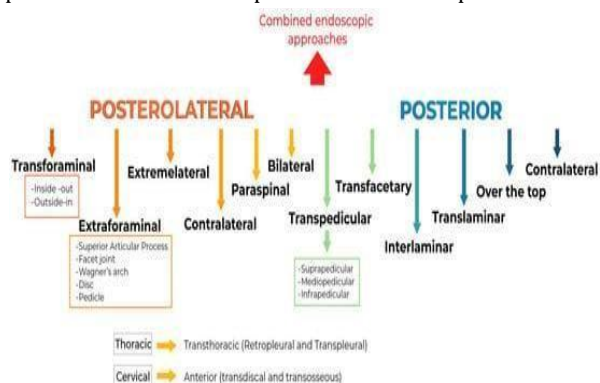 Combined endoscopic
approaches
POSTEROLATERAL
POSTERIOR
Transforaminal
-Inside -out
-Outside-in
Extraforaminal
-Superior Articular Process
-Facet joint
-Wagner's arch
-Disc
-Pedicle
Extremelateral
Contralateral
Paraspinal
Bilateral
Transpedicular
-Suprapedicular
-Mediopedicular
-Infrapedicular
Transfacetary
Interlaminar
Translaminar
Over the top
Contralateral
Thoracic Transthoracic (Retropleural and Transpleural)
Cervical Anterior (transdiscal and transosseous)